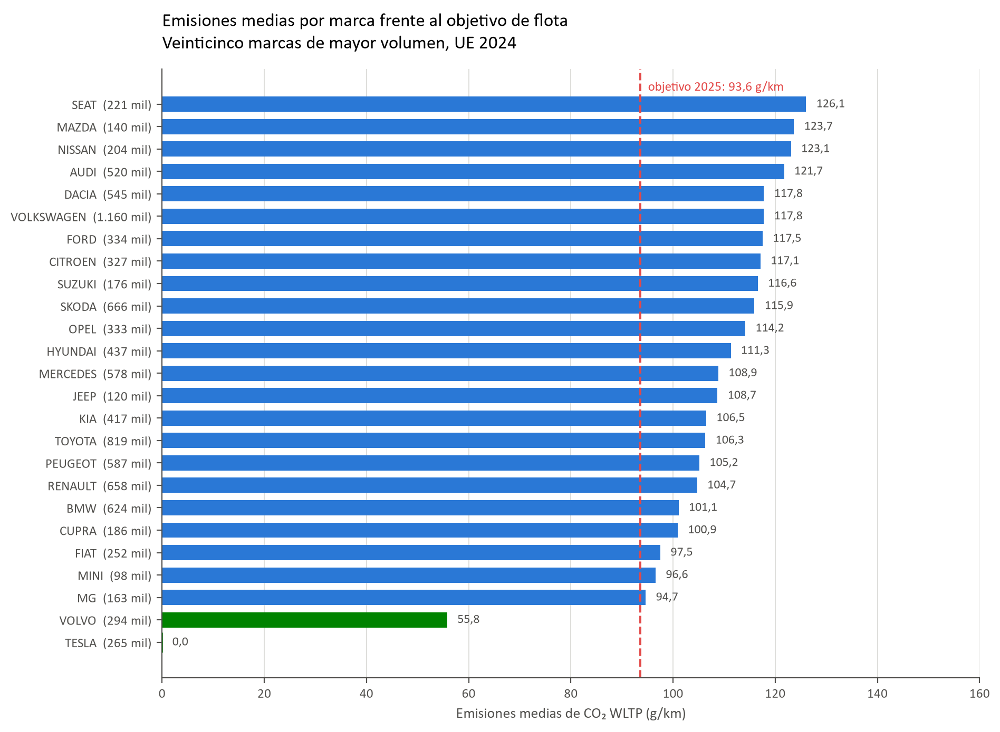 Emisiones medias por marca frente al objetivo de flota
Veinticinco marcas de mayor volumen, UE 2024
objetivo 2025: 93,6 g/km
SEAT (221 mil) 126,1
MAZDA (140 mil) 123,7
NISSAN (204 mil) 123,1
AUDI (520 mil) 121,7
DACIA (545 mil) 117,8
VOLKSWAGEN (1.160 mil) 117,8
FORD (334 mil) 117,5
CITROEN (327 mil) 117,1
SUZUKI (176 mil) 116,6
SKODA (666 mil) 115,9
OPEL (333 mil) 114,2
HYUNDAI (437 mil) 111,3
MERCEDES (578 mil) 108,9
JEEP (120 mil) 108,7
KIA (417 mil) 106,5
TOYOTA (819 mil) 106,3
PEUGEOT (587 mil) 105,2
RENAULT (658 mil) 104,7
BMW (624 mil) 101,1
CUPRA (186 mil) 100,9
FIAT (252 mil) 97,5
MINI (98 mil) 96,6
MG (163 mil) 94,7
VOLVO (294 mil) 55,8
TESLA (265 mil) 0,0
0 20 40 60 80 100 120 140 160
Emisiones medias de CO₂ WLTP (g/km)